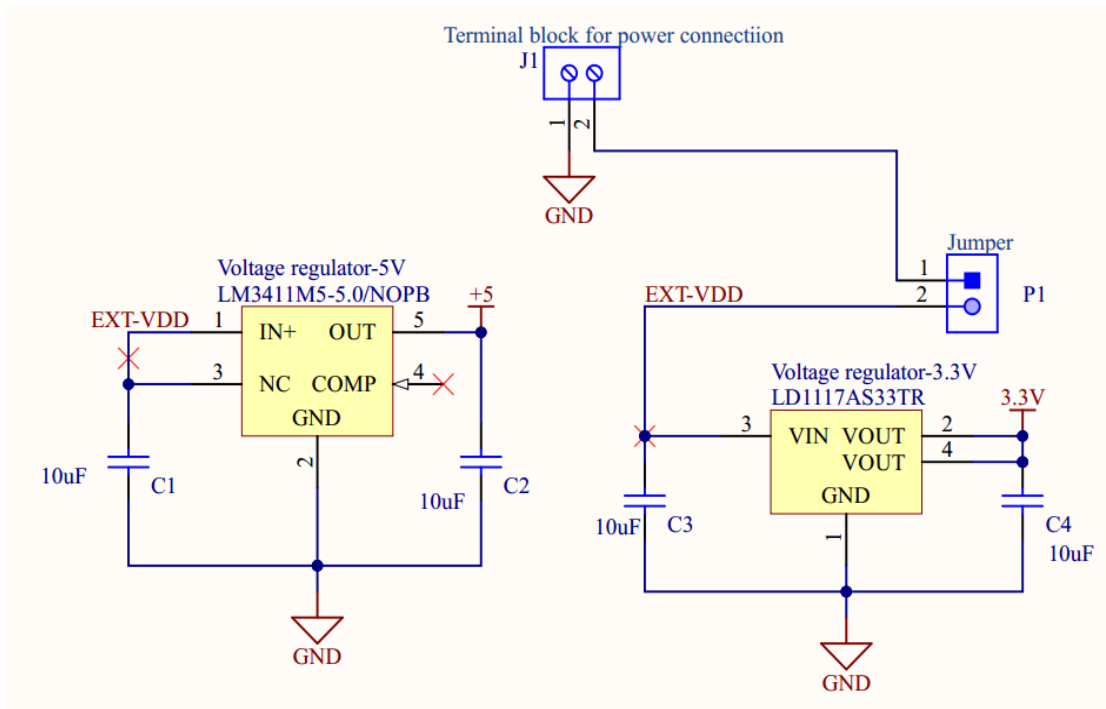 Terminal block for power connectiion
J1
1
2
GND
Jumper
1
2
P1
EXT-VDD
Voltage regulator-5V
LM3411M5-5.0/NOPB
+5
EXT-VDD
1
IN+
OUT
5
3
NC
COMP
4
GND
2
10uF
C1
10uF
C2
GND
Voltage regulator-3.3V
LD1117AS33TR
3.3V
3
VIN
VOUT
2
VOUT
4
GND
1
10uF
C3
C4
10uF
GND